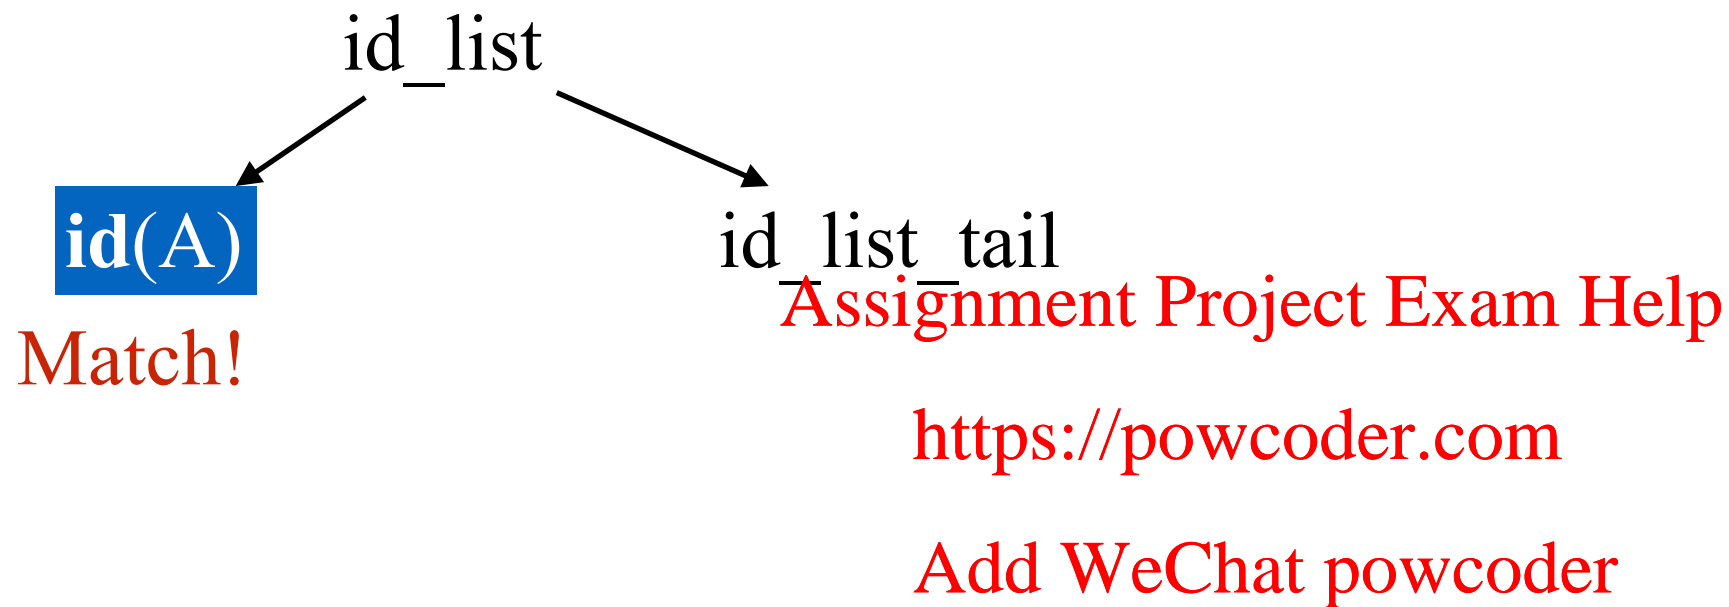 id_list
id(A)
id_list_tail
Assignment Project Exam Help
Match!
https://powcoder.com
Add WeChat powcoder